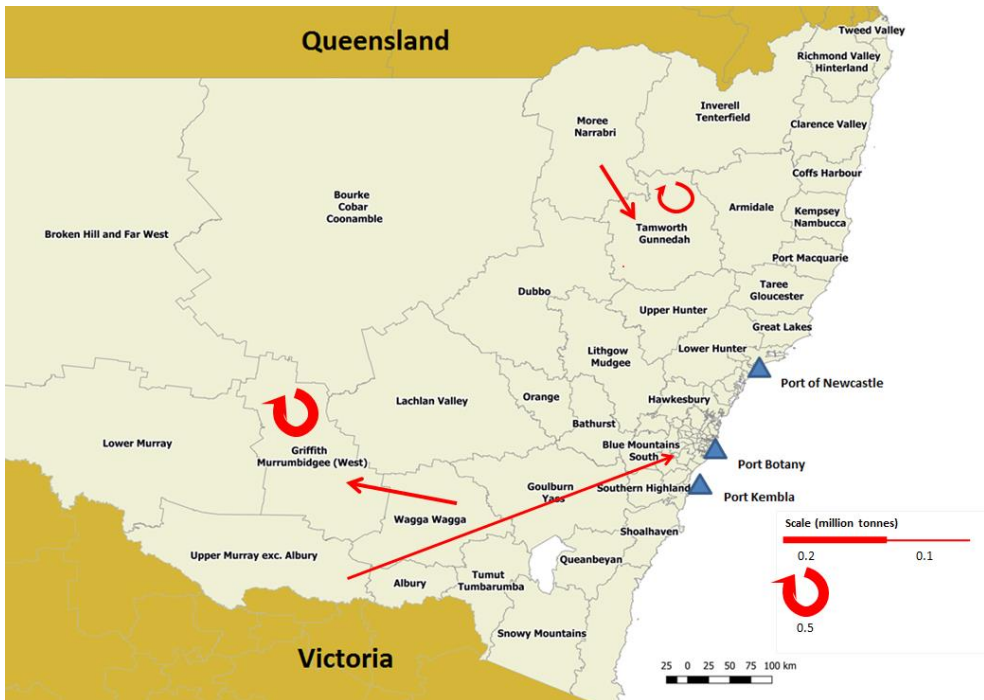 Queensland
Tweed Valley
Richmond Valley
Hinterland
Inverell
Tenterfield
Moree
Narrabri
Clarence Valley
Coffs Harbour
Bourke
Cobar
Coonamble
Armidale
Kempsey
Nambucca
Tamworth
Gunnedah
Broken Hill and Far West
Port Macquarie
Taree
Gloucester
Dubbo
Upper Hunter
Great Lakes
Lower Hunter
Lithgow
Mudgee
Port of Newcastle
Lachlan Valley
Orange
Hawkesbury
Bathurst
Lower Murray
Griffith
Murrumbidgee (West)
Blue Mountains
South
Port Botany
Goulburn
Yass
Southern Highland
Port Kembla
Wagga Wagga
Shoalhaven
Scale (million tonnes)
0.2
0.1
Upper Murray exc. Albury
Albury
Tumut
Tumbarumba
Queanbeyan
0.5
Snowy Mountains
Victoria
25 0 25 50 75 100 km